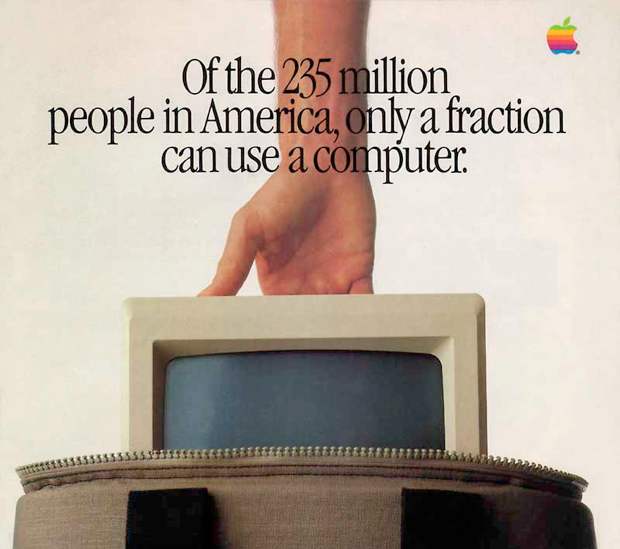 Of the 235 million
people in America, only a fraction
can use a computer.